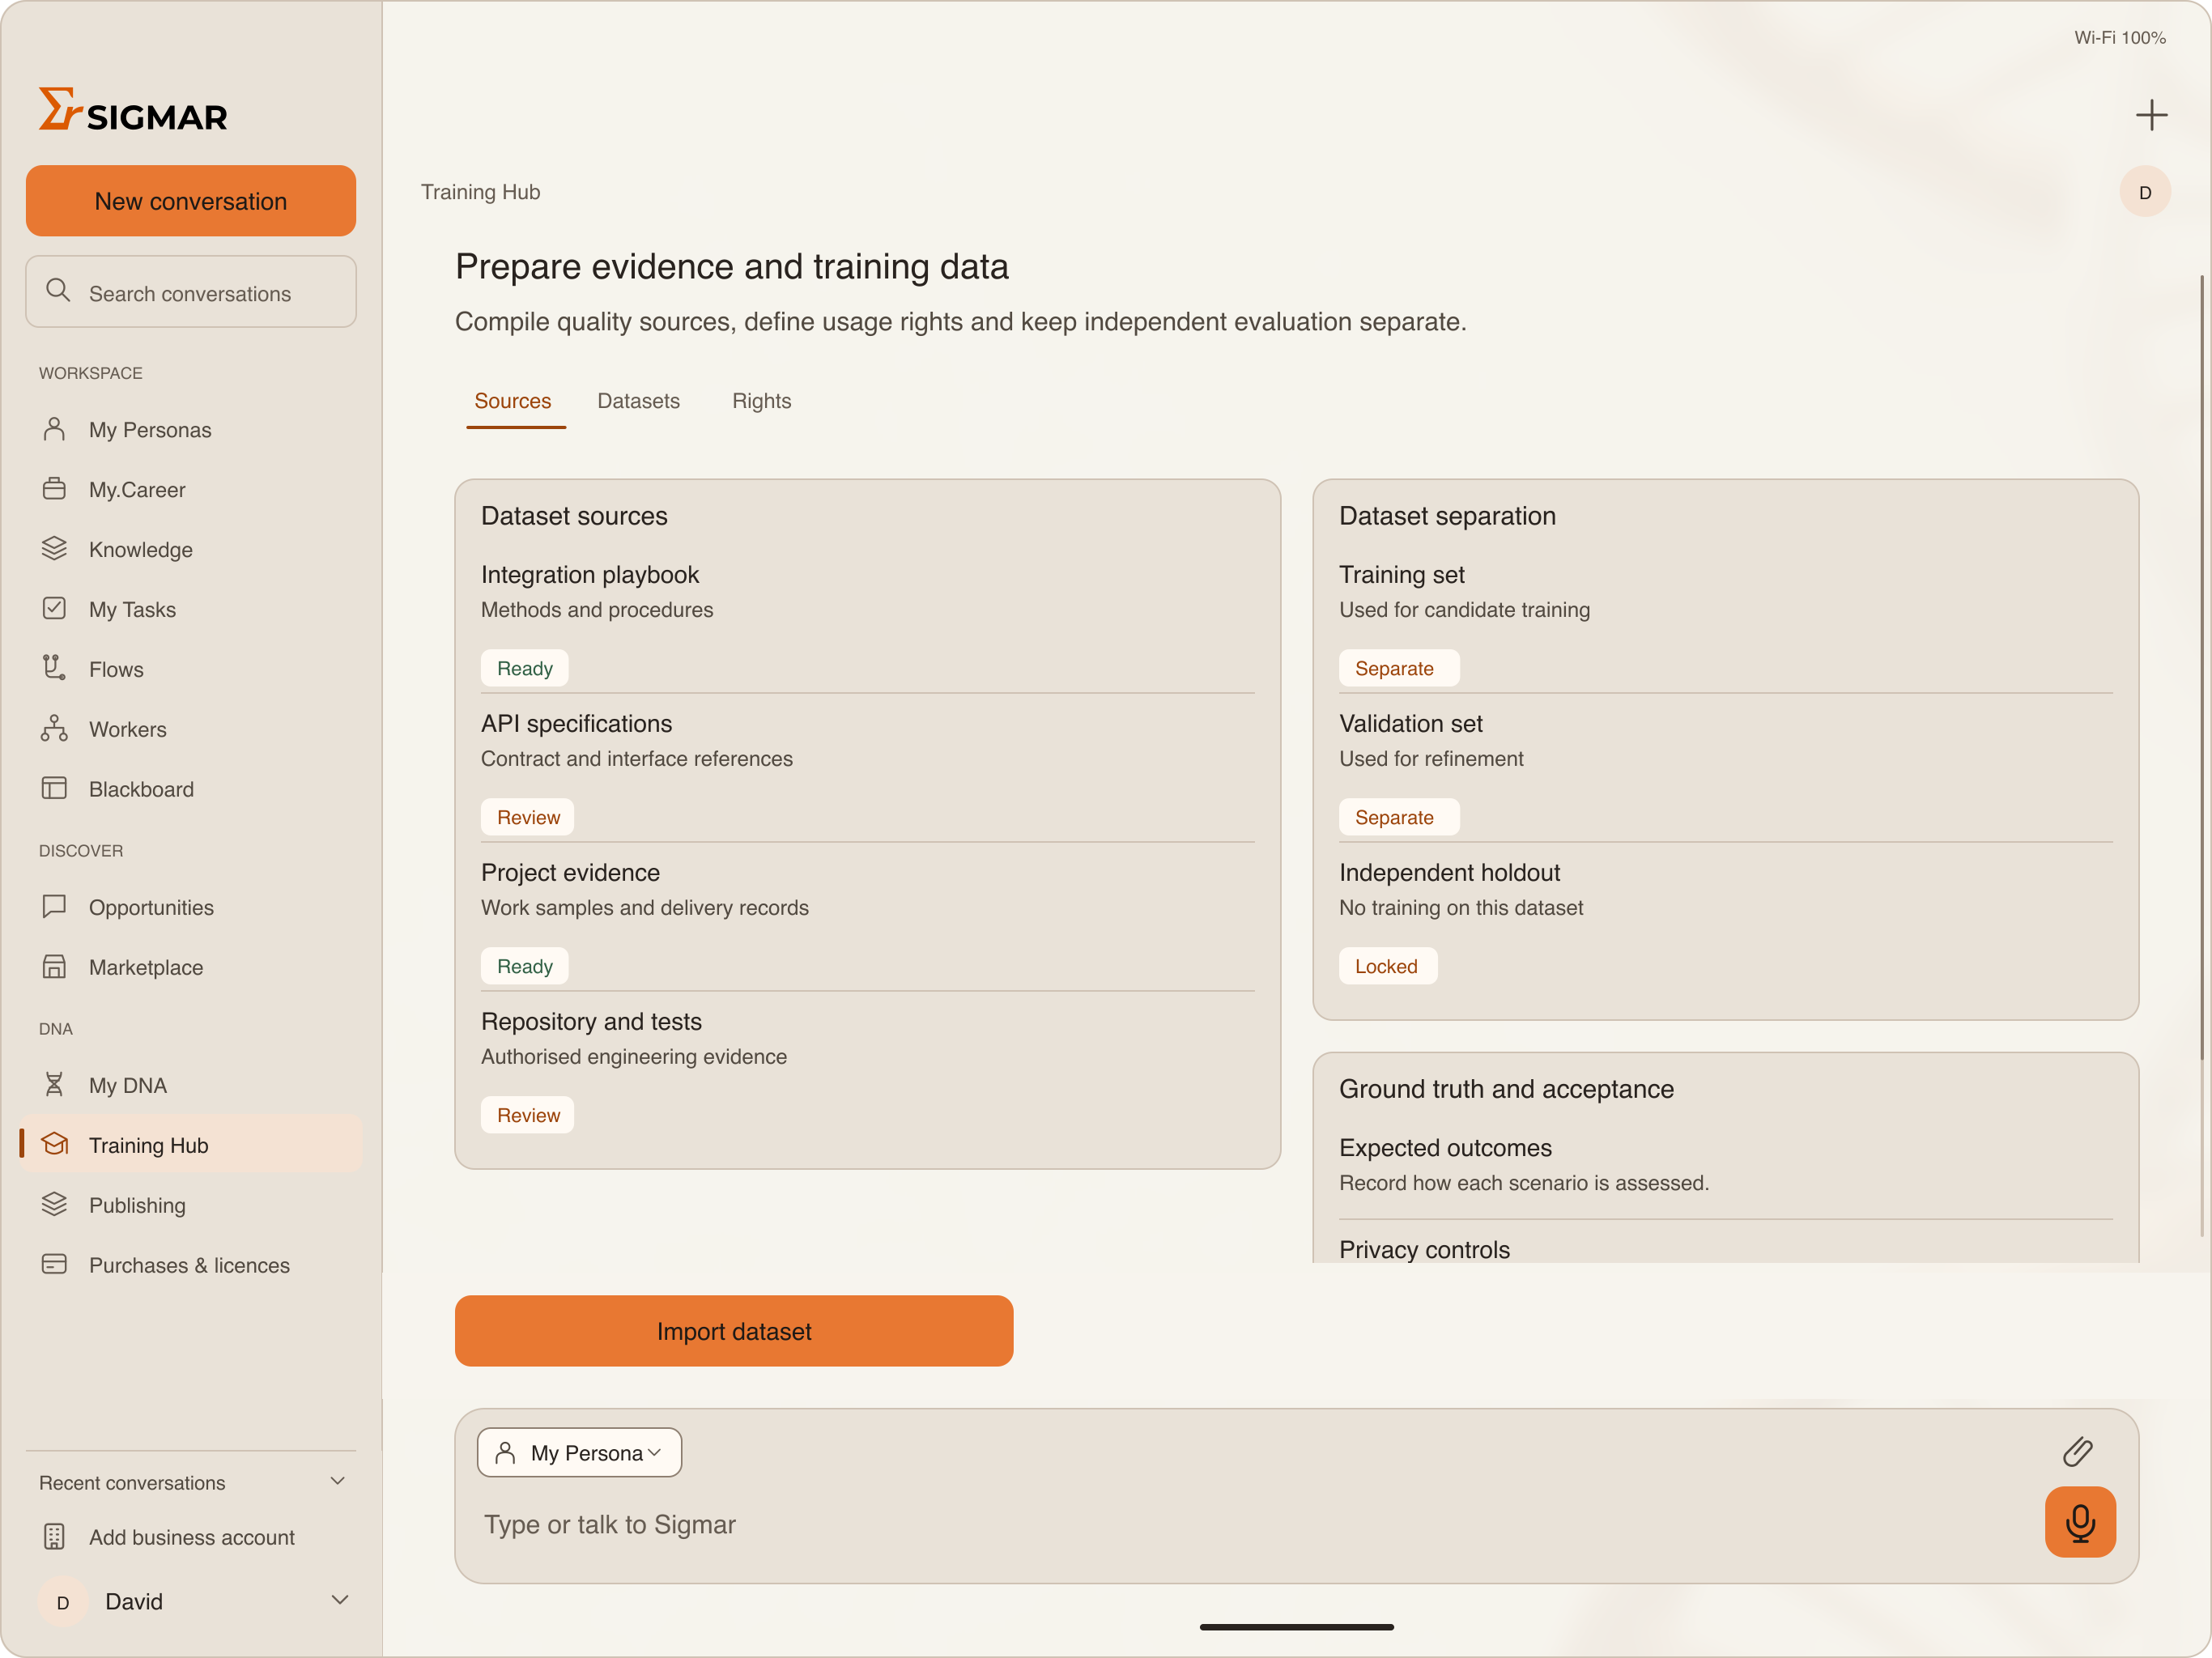 Wi-Fi 100%
Σr SIGMAR
New conversation
Search conversations
WORKSPACE
My Personas
My.Career
Knowledge
My Tasks
Flows
Workers
Blackboard
DISCOVER
Opportunities
Marketplace
DNA
My DNA
Training Hub
Publishing
Purchases & licences
Recent conversations
Add business account
D
David
Training Hub
D
Prepare evidence and training data
Compile quality sources, define usage rights and keep independent evaluation separate.
Sources
Datasets
Rights
Dataset sources
Integration playbook
Methods and procedures
Ready
API specifications
Contract and interface references
Review
Project evidence
Work samples and delivery records
Ready
Repository and tests
Authorised engineering evidence
Review
Dataset separation
Training set
Used for candidate training
Separate
Validation set
Used for refinement
Separate
Independent holdout
No training on this dataset
Locked
Ground truth and acceptance
Expected outcomes
Record how each scenario is assessed.
Privacy controls
Import dataset
My Persona
Type or talk to Sigmar